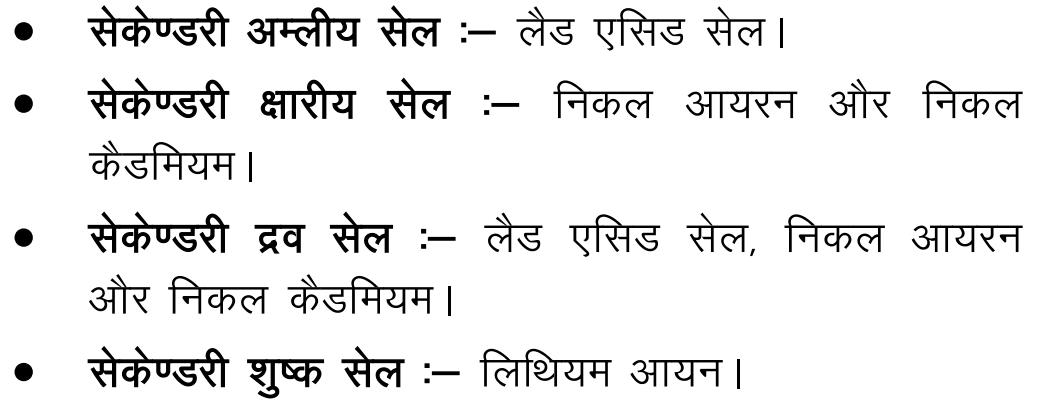 • सेकेण्डरी अम्लीय सेल :– लैड एसिड सेल।
• सेकेण्डरी क्षारीय सेल :– निकल आयरन और निकल
कैडमियम।
• सेकेण्डरी द्रव सेल :– लैड एसिड सेल, निकल आयरन
और निकल कैडमियम।
• सेकेण्डरी शुष्क सेल :– लिथियम आयन।